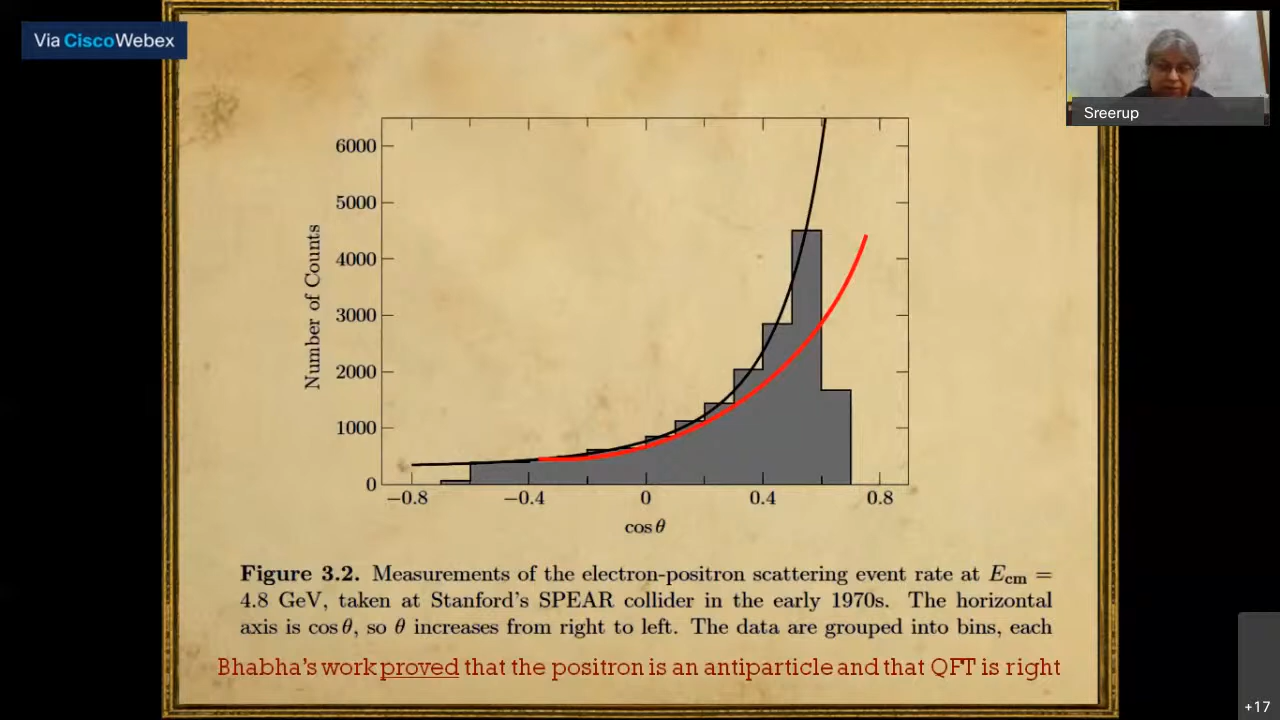 Via CiscoWebex
Sreerup
6000
5000
4000
3000
2000
1000
0
Number of Counts
−0.8 −0.4 0 0.4 0.8
cos θ
Figure 3.2. Measurements of the electron-positron scattering event rate at Ecm =
4.8 GeV, taken at Stanford's SPEAR collider in the early 1970s. The horizontal
axis is cos θ, so θ increases from right to left. The data are grouped into bins, each
Bhabha's work proved that the positron is an antiparticle and that QFT is right
+17